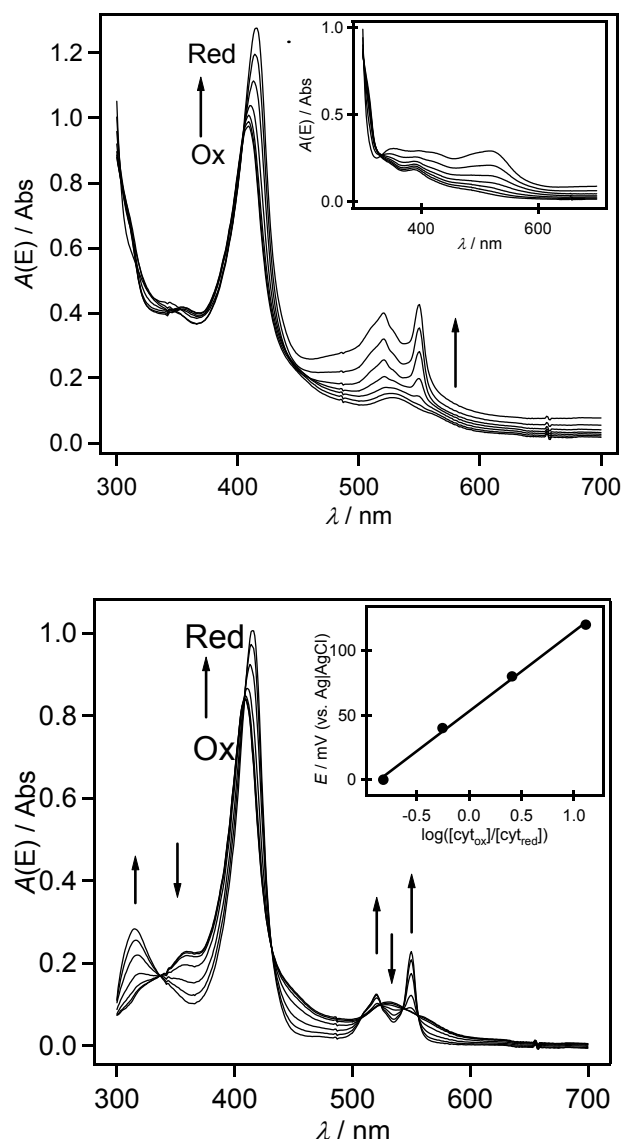 A(E) / Abs
1.2
1.0
0.8
0.6
0.4
0.2
0.0
Red
Ox
300 400 500 600 700
λ / nm
A(E) / Abs
1.0
0.5
0.0
400 600
λ / nm
A(E) / Abs
1.0
0.8
0.6
0.4
0.2
0.0
Red
Ox
300 400 500 600 700
λ / nm
E / mV (vs. Ag|AgCl)
100
50
0
-0.5 0.0 0.5 1.0
log([cytox]/[cytred])